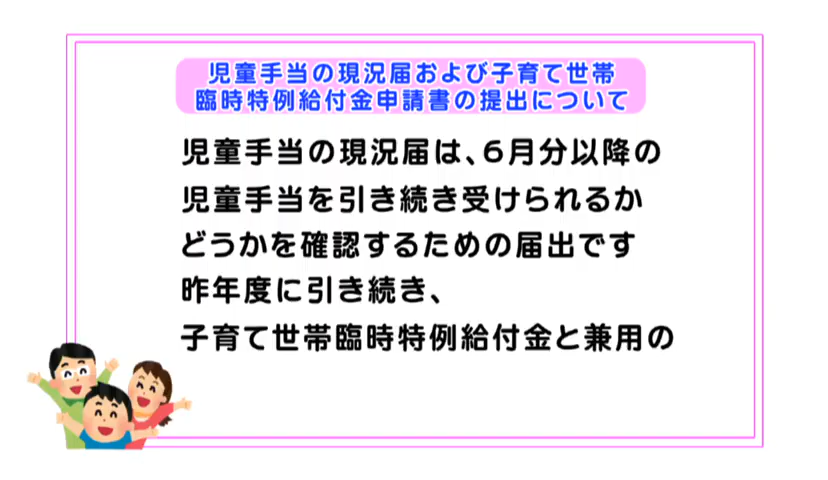 児童手当の現況届および子育て世帯
臨時特例給付金申請書の提出について
児童手当の現況届は、6月分以降の
児童手当を引き続き受けられるか
どうかを確認するための届出です
昨年度に引き続き、
子育て世帯臨時特例給付金と兼用の